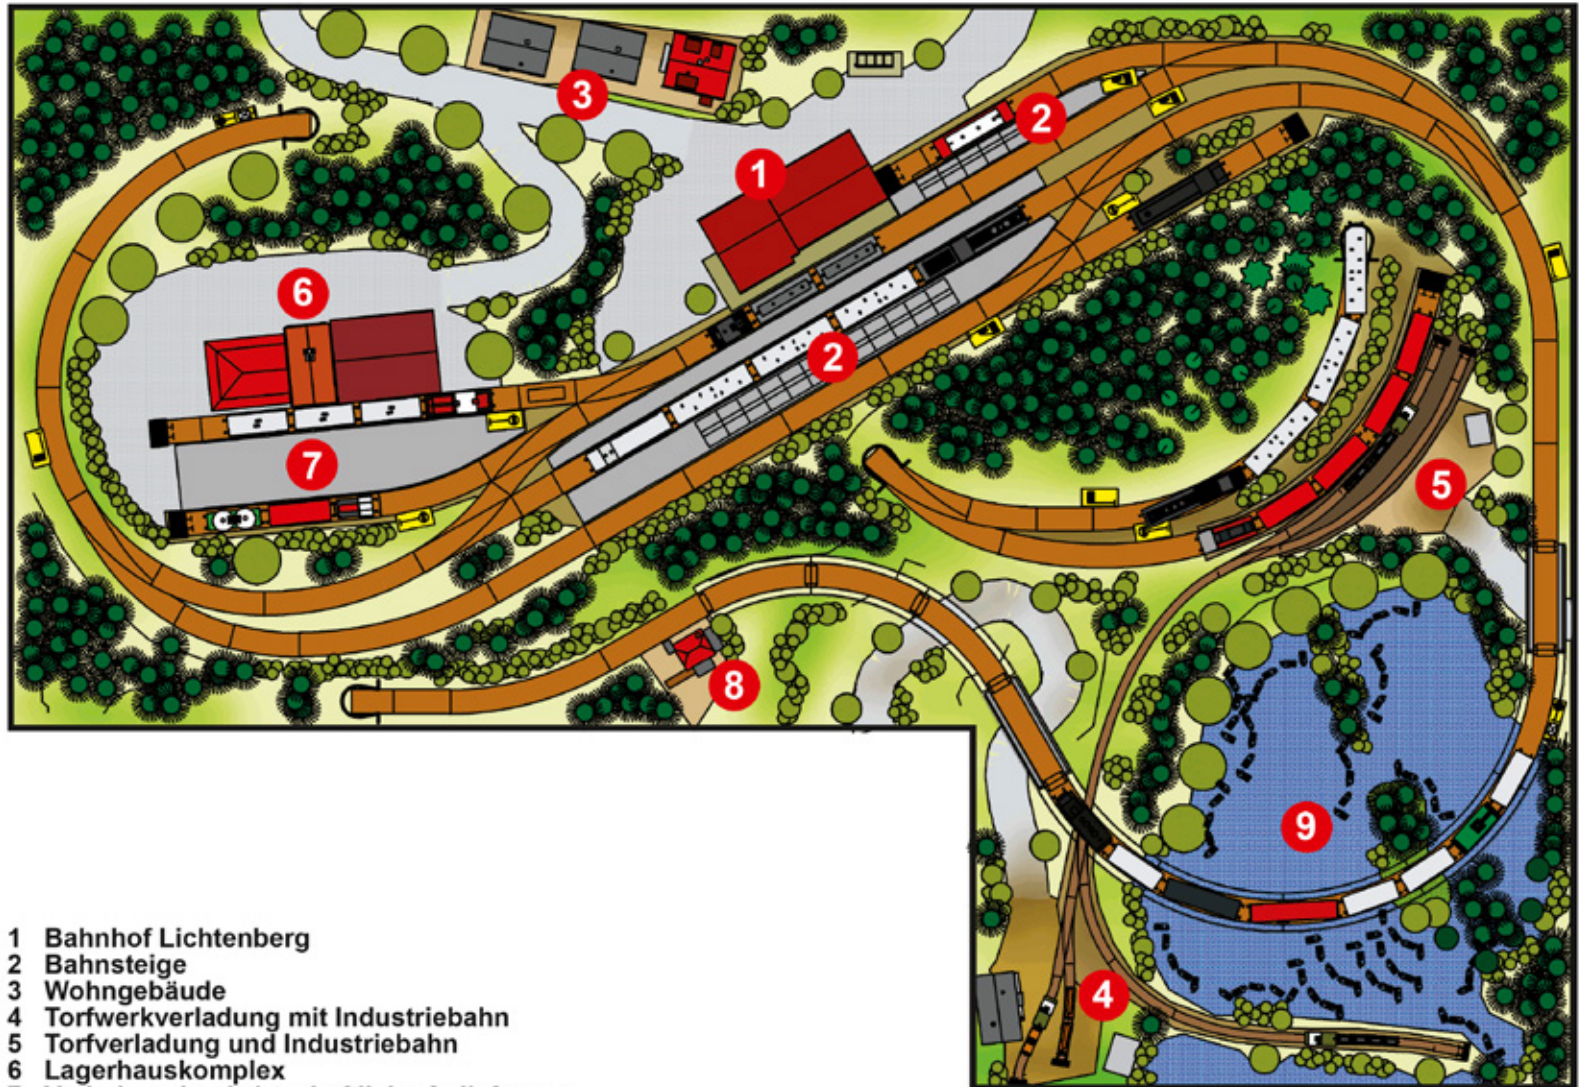 3
2
1
6
2
7
5
8
9
4
1 Bahnhof Lichtenberg
2 Bahnsteige
3 Wohngebäude
4 Torfwerkverladung mit Industriebahn
5 Torfverladung und Industriebahn
6 Lagerhauskomplex